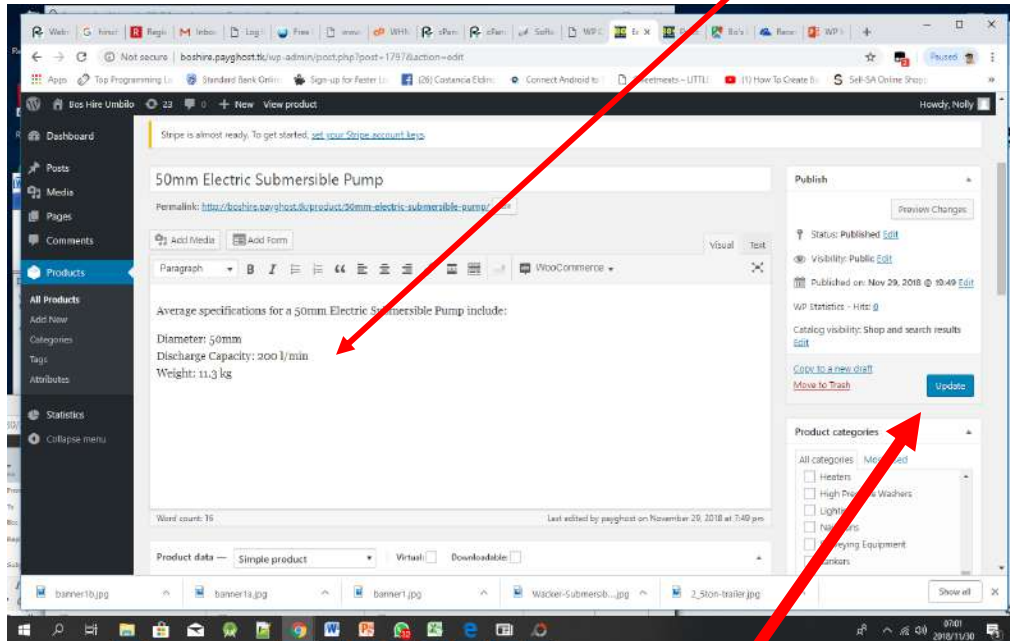 Not secure | boshire.payghost.tk/wp-admin/post.php?post=1797&action=edit
Paused
Apps
Sign-up for Faster
Connect Android to
Bos Hire Umbilo 23 0 + New View product
Howdy, Nolly
Dashboard
Posts
Media
Pages
Comments
Products
All Products
Add New
Categories
Tags
Attributes
Statistics
Collapse menu
Stripe is almost ready. To get started, set your Stripe account keys.
50mm Electric Submersible Pump
Permalink: http://boshire.payghost.tk/product/50mm-electric-submersible-pump/
Add Media Add Form
Visual Text
Paragraph B I WooCommerce
Average specifications for a 50mm Electric Submersible Pump include:
Diameter: 50mm
Discharge Capacity: 200 l/min
Weight: 11.3 kg
Word count: 16
Last edited by payghost on November 29, 2018 at 7:49 pm
Product data — Simple product Virtual: Downloadable:
Publish
Preview Changes
Status: Published Edit
Visibility: Public Edit
Published on: Nov 29, 2018 @ 19:49 Edit
WP Statistics - Hits: 0
Catalog visibility: Shop and search results
Edit
Copy to a new draft
Move to Trash
Update
Product categories
All categories
Heaters
High Pressure Washers
Equipment
banner1b.jpg
banner1a.jpg
banner1.jpg
Wacker-Submersib....jpg
2_5ton-trailer.jpg
Show all
07:01
2018/11/30